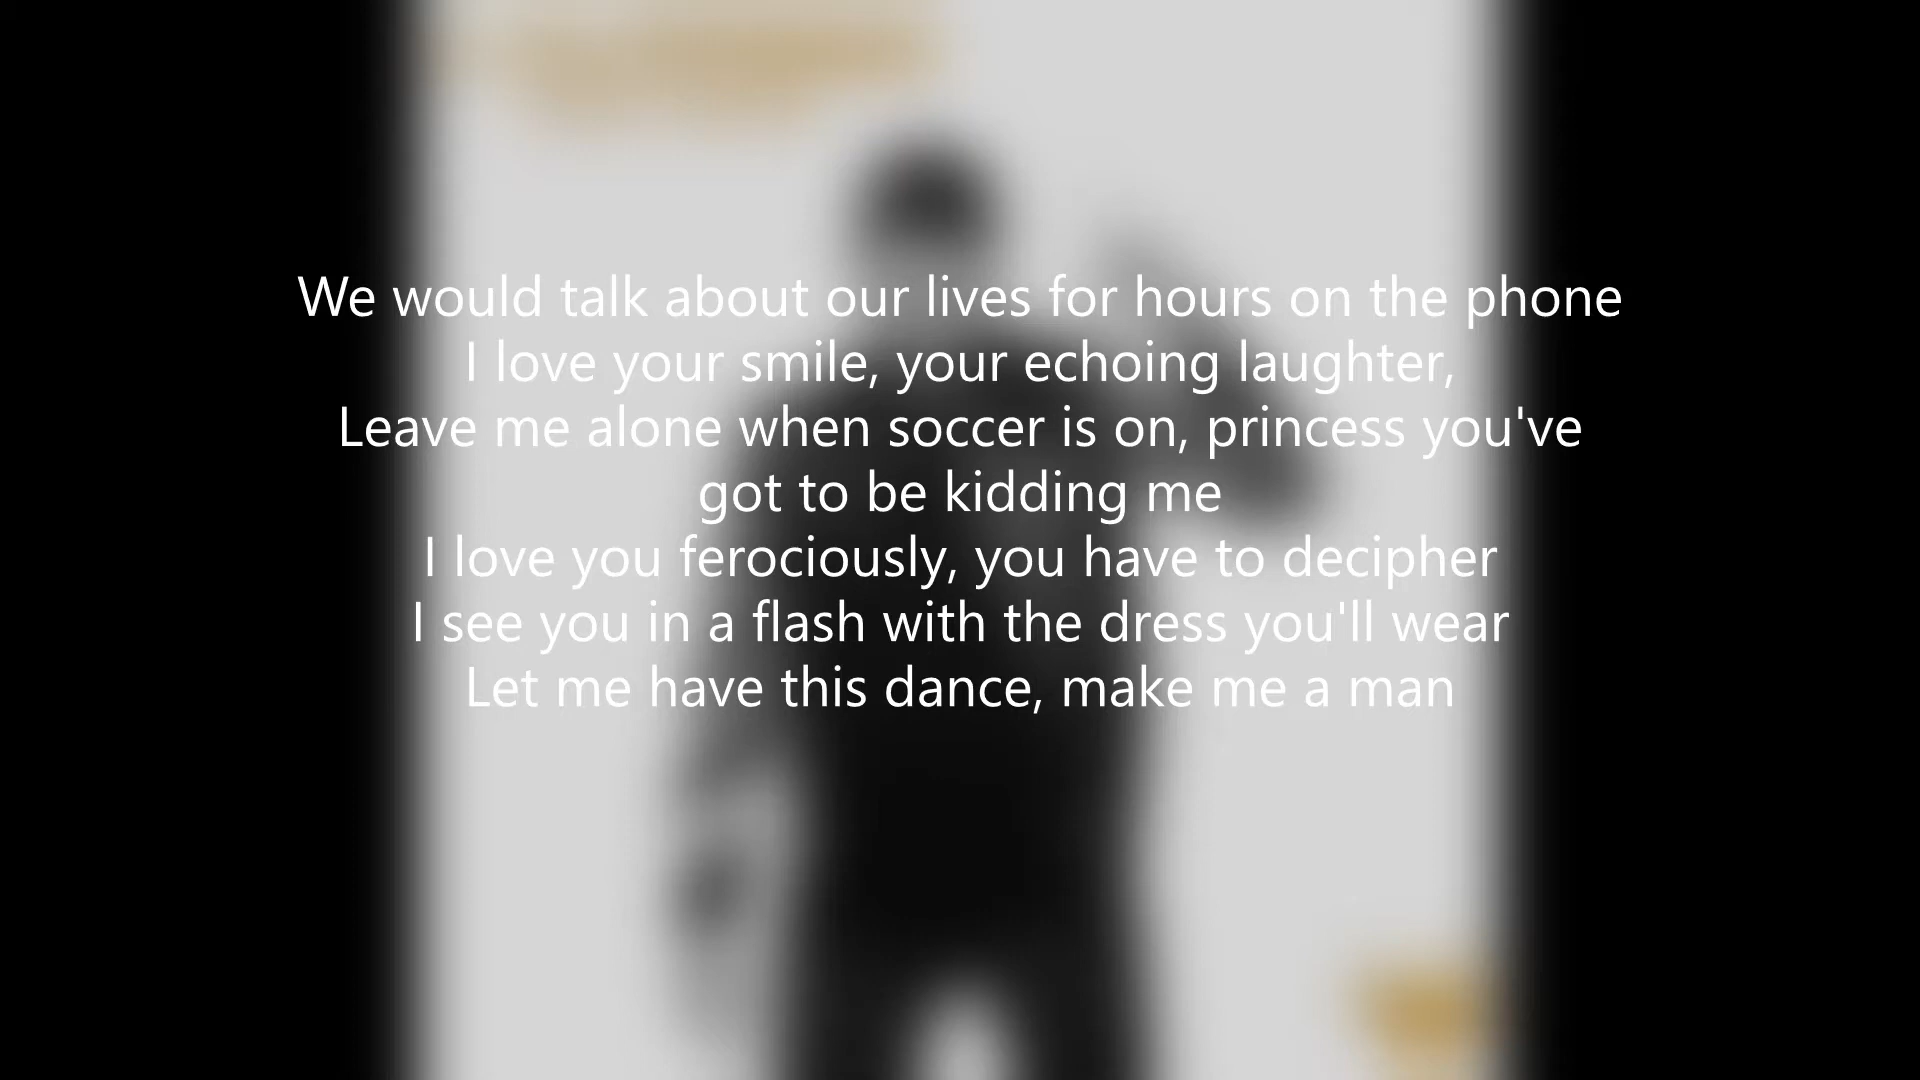 We would talk about our lives for hours on the phone
I love your smile, your echoing laughter,
Leave me alone when soccer is on, princess you've
got to be kidding me
I love you ferociously, you have to decipher
I see you in a flash with the dress you'll wear
Let me have this dance, make me a man